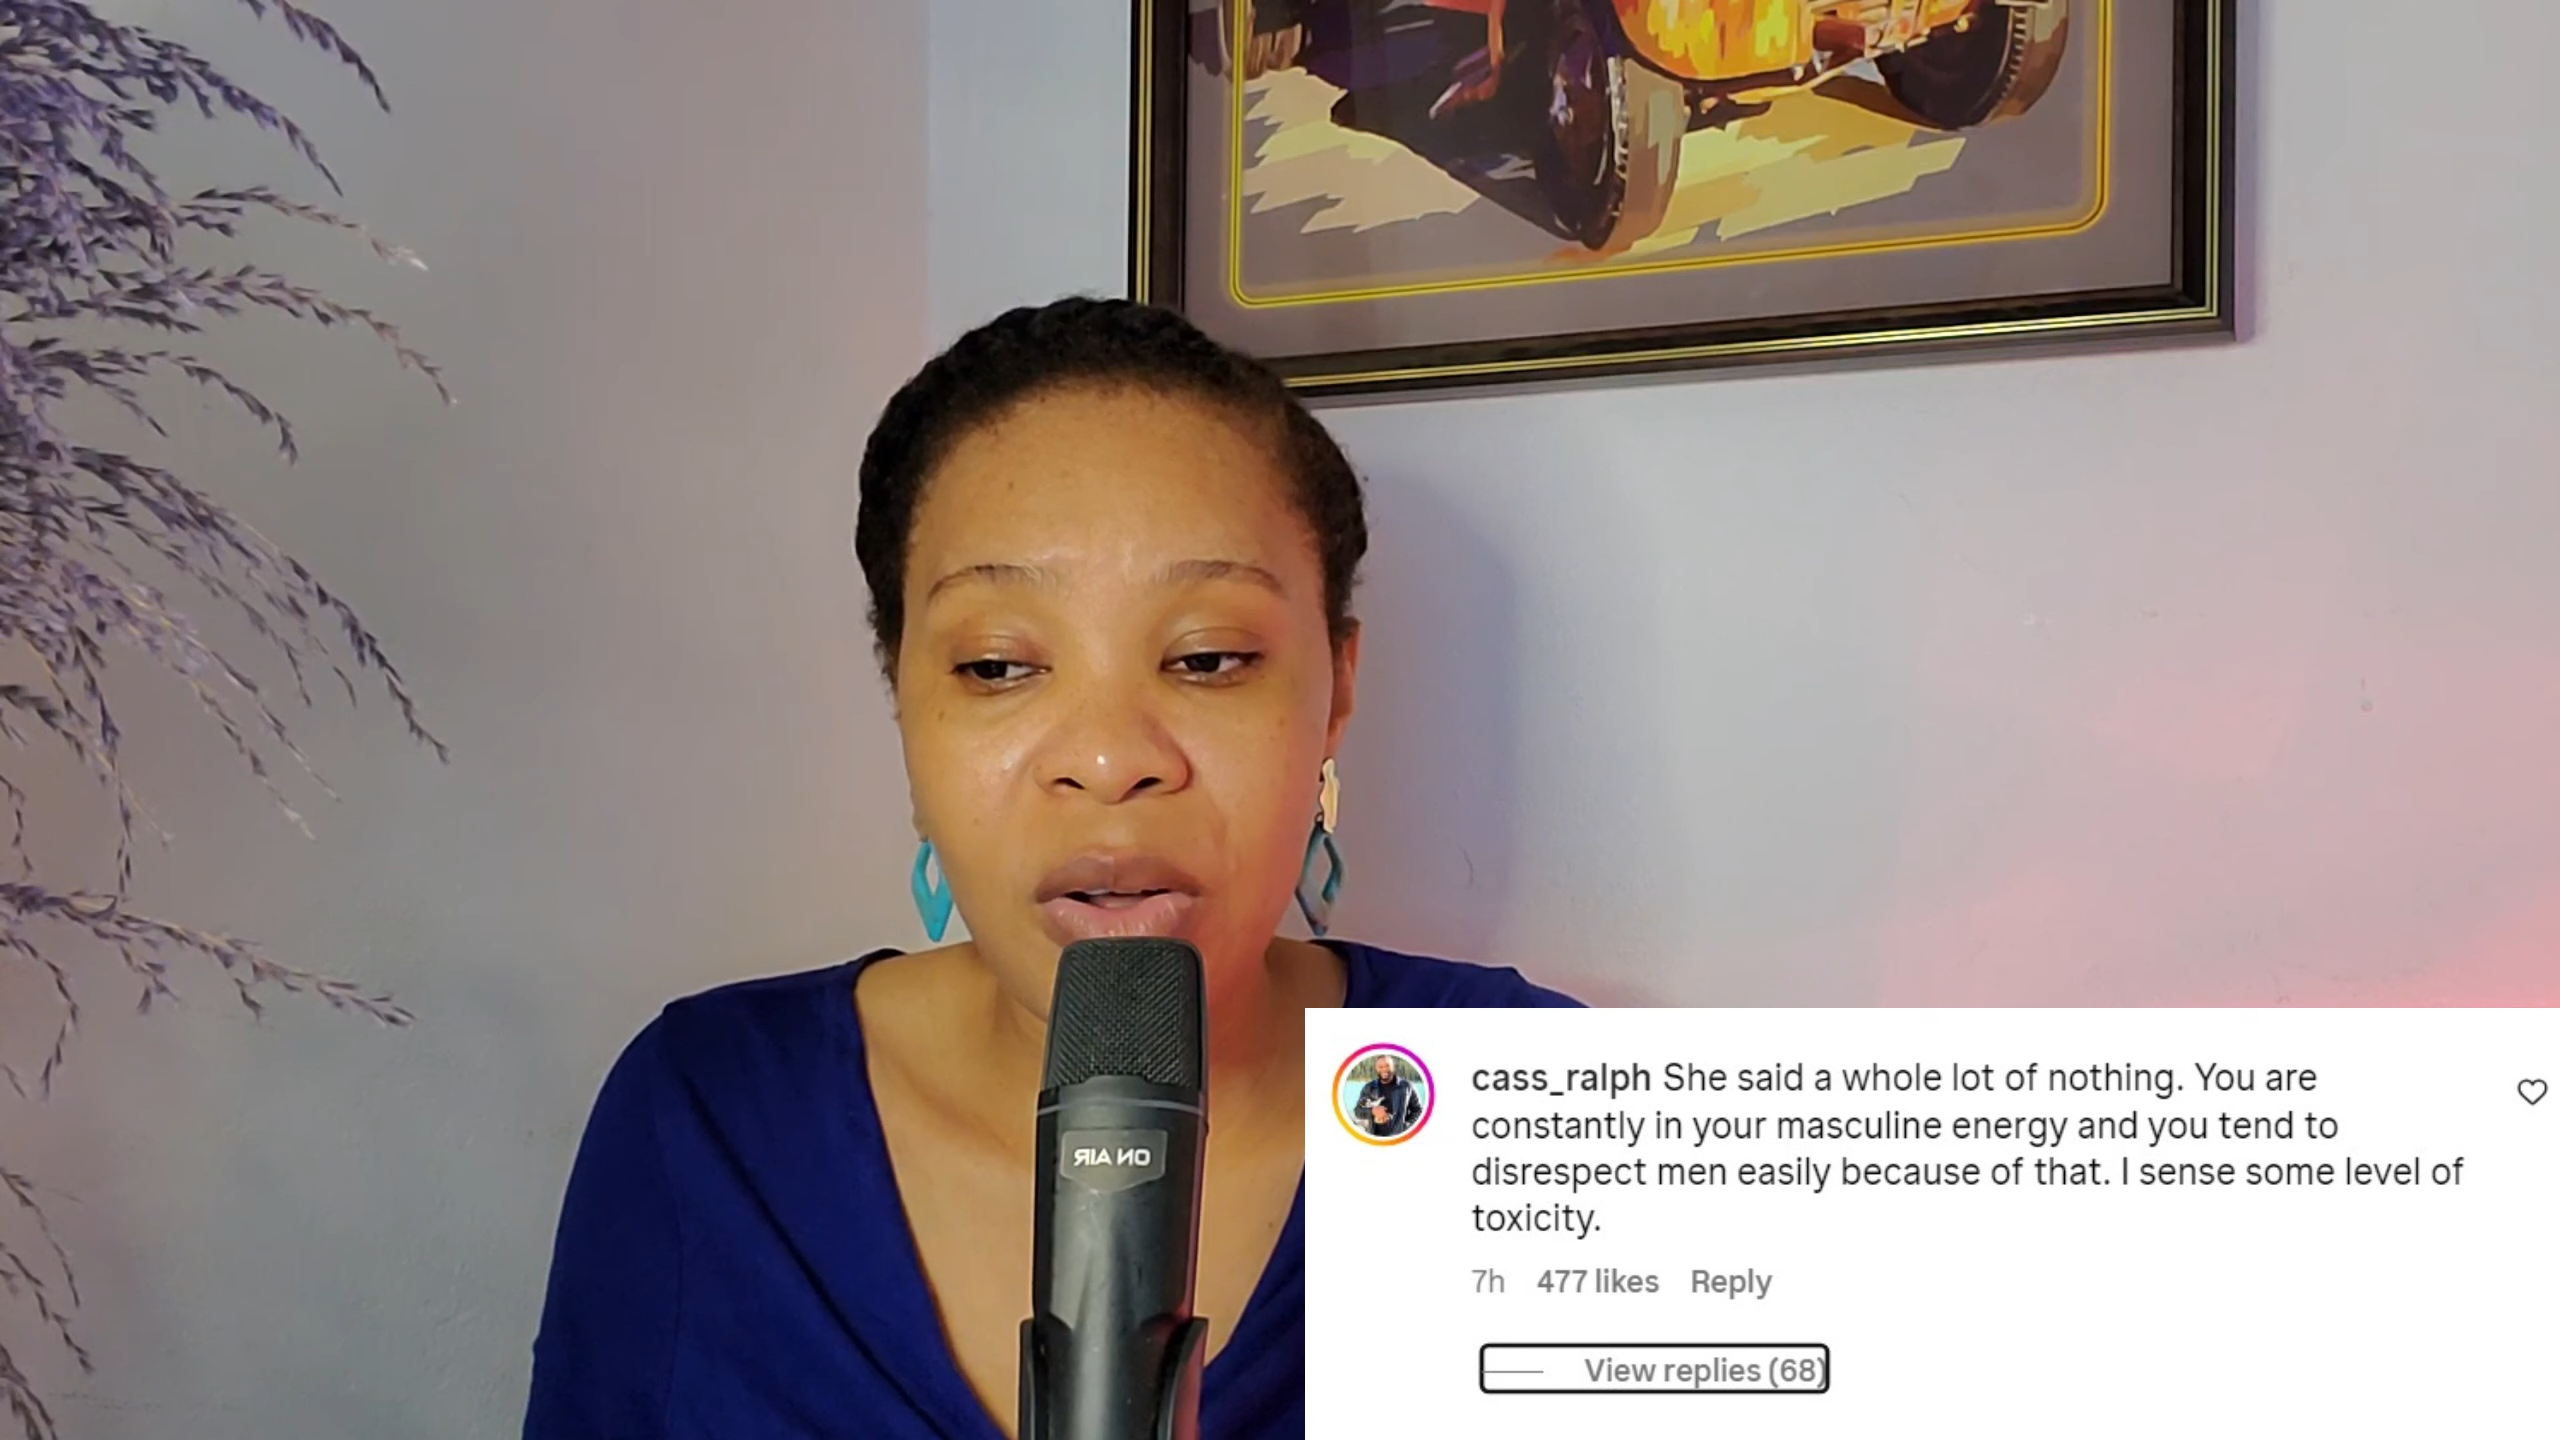 ON AIR
cass_ralph She said a whole lot of nothing. You are
constantly in your masculine energy and you tend to
disrespect men easily because of that. I sense some level of
toxicity.
7h 477 likes Reply
View replies (68)